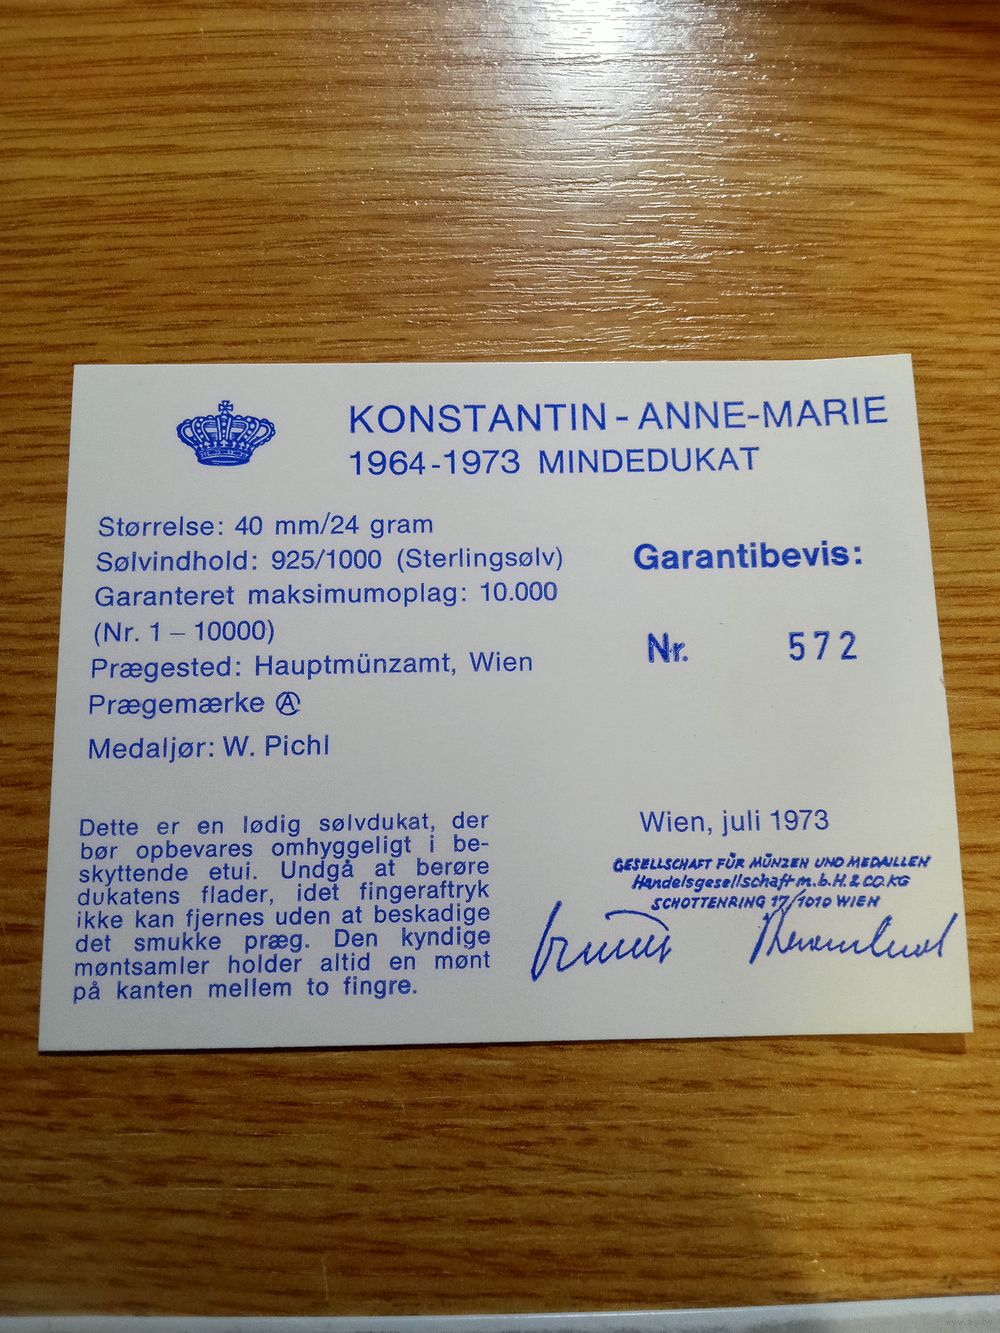 KONSTANTIN - ANNE-MARIE
1964-1973 MINDEDUKAT
Størrelse: 40 mm/24 gram
Sølvindhold: 925/1000 (Sterlingsølv)
Garanteret maksimumoplag: 10.000
(Nr. 1 – 10000)
Prægested: Hauptmünzamt, Wien
Prægemærke Ⓐ
Medaljør: W. Pichl
Garantibevis:
Nr. 572
Dette er en lødig sølvdukat, der
bør opbevares omhyggeligt i be-
skyttende etui. Undgå at berøre
dukatens flader, idet fingeraftryk
ikke kan fjernes uden at beskadige
det smukke præg. Den kyndige
møntsamler holder altid en mønt
på kanten mellem to fingre.
Wien, juli 1973
GESELLSCHAFT FÜR MÜNZEN UND MEDAILLEN
Handelsgesellschaft m.b.H. & CO. KG
SCHOTTENRING 17/1010 WIEN
www.ay.by